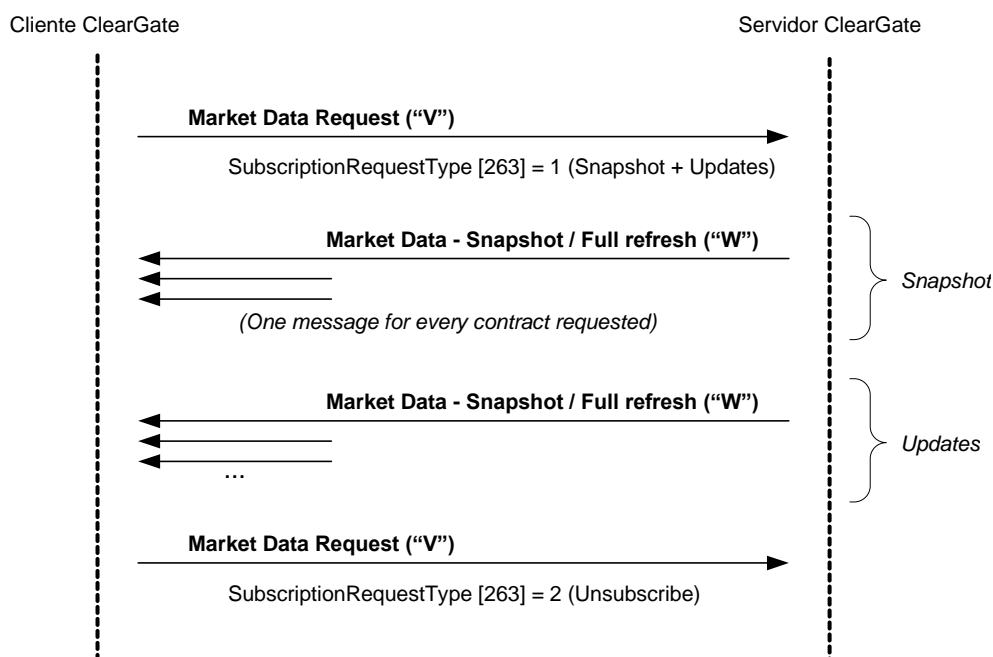 Cliente ClearGate
Servidor ClearGate
Market Data Request (“V”)
SubscriptionRequestType [263] = 1 (Snapshot + Updates)
Market Data - Snapshot / Full refresh (“W”)
Snapshot
(One message for every contract requested)
Market Data - Snapshot / Full refresh (“W”)
Updates
…
Market Data Request (“V”)
SubscriptionRequestType [263] = 2 (Unsubscribe)